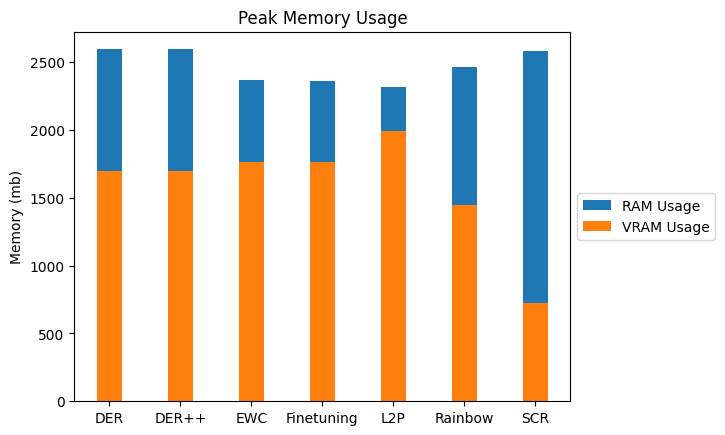 Peak Memory Usage
Memory (mb)
2500
2000
1500
1000
500
0
DER DER++ EWC Finetuning L2P Rainbow SCR
RAM Usage
VRAM Usage